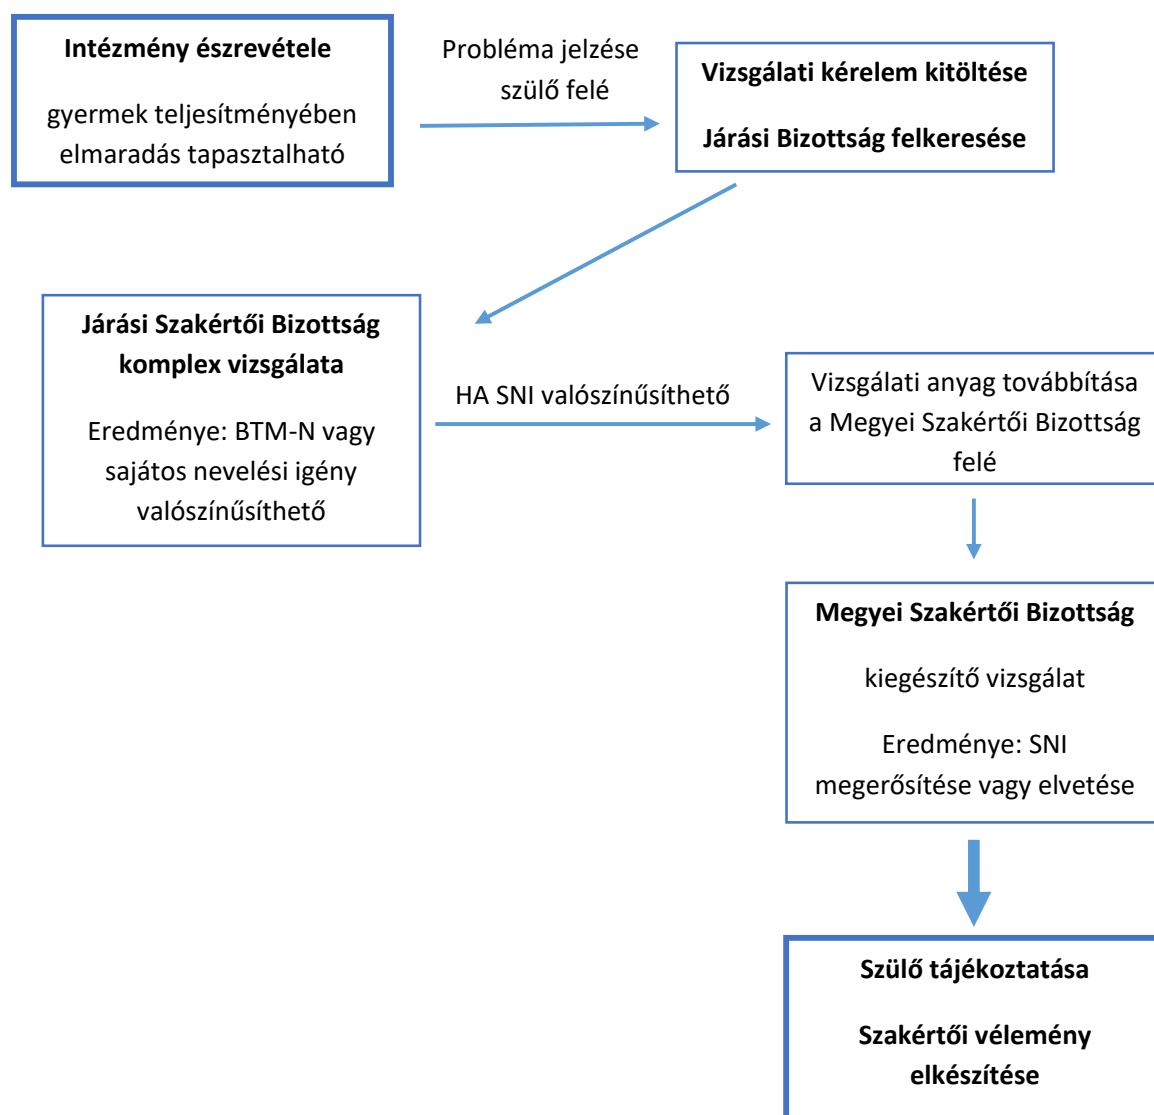 Intézmény észrevétele
gyermek teljesítményében
elmaradás tapasztalható
Probléma jelzése
szülő felé
Vizsgálati kérelem kitöltése
Járási Bizottság felkeresése
Járási Szakértői Bizottság
komplex vizsgálata
Eredménye: BTM-N vagy
sajátos nevelési igény
valószínűsíthető
HA SNI valószínűsíthető
Vizsgálati anyag továbbítása
a Megyei Szakértői Bizottság
felé
Megyei Szakértői Bizottság
kiegészítő vizsgálat
Eredménye: SNI
megerősítése vagy elvetése
Szülő tájékoztatása
Szakértői vélemény
elkészítése